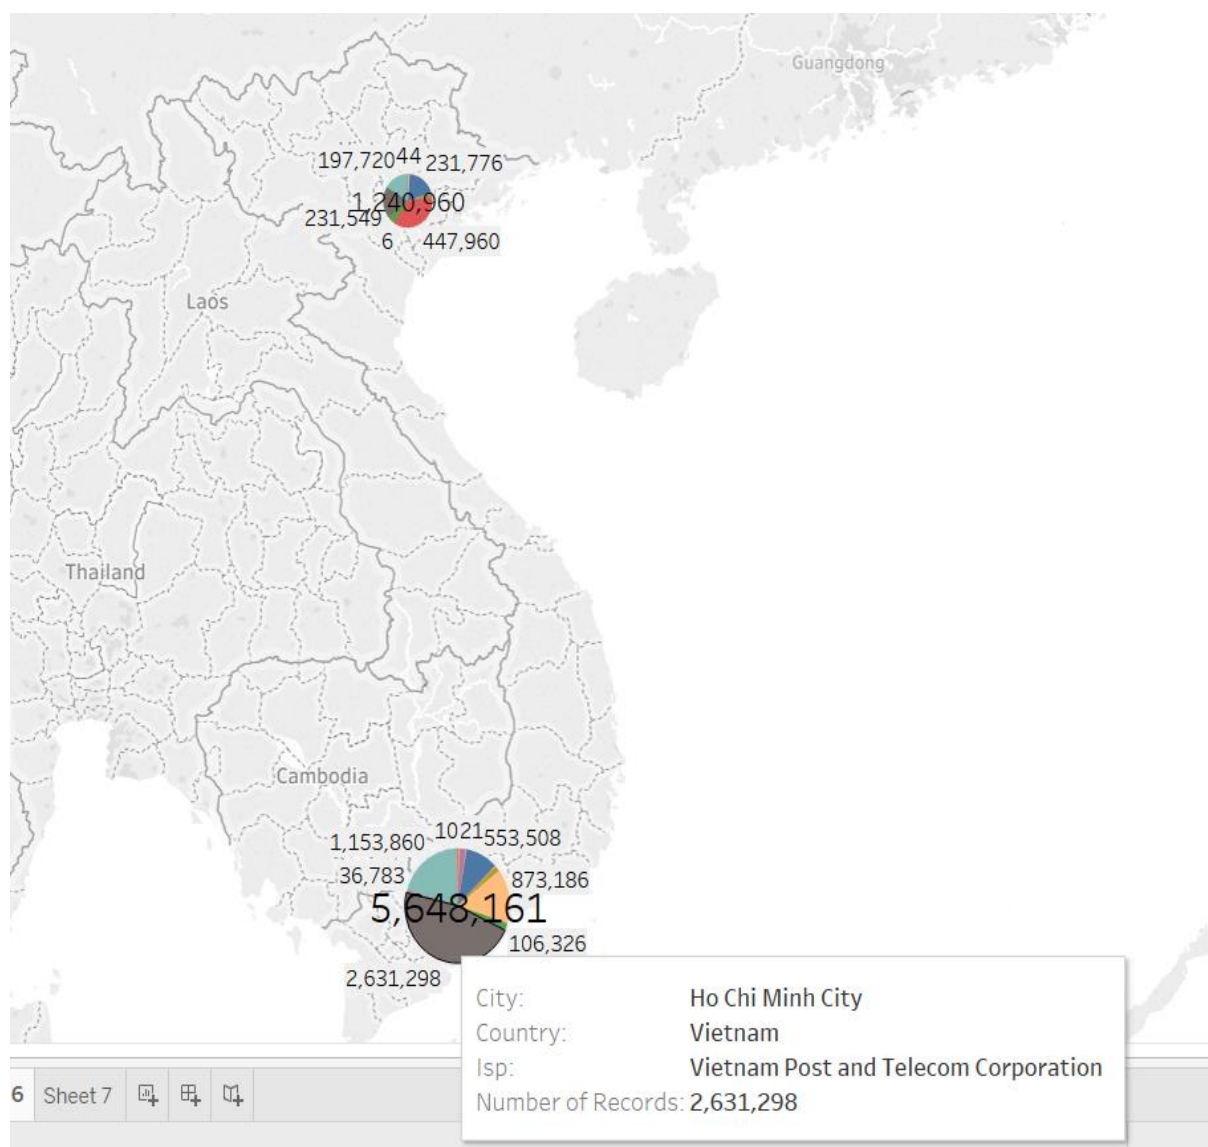 Guangdong
197,720 44 231,776
1,240,960
231,549
6 447,960
Laos
Thailand
Cambodia
1,153,860 1021 553,508
36,783 873,186
5,648,161
106,326
2,631,298
City: Ho Chi Minh City
Country: Vietnam
Isp: Vietnam Post and Telecom Corporation
Number of Records: 2,631,298
6 Sheet 7